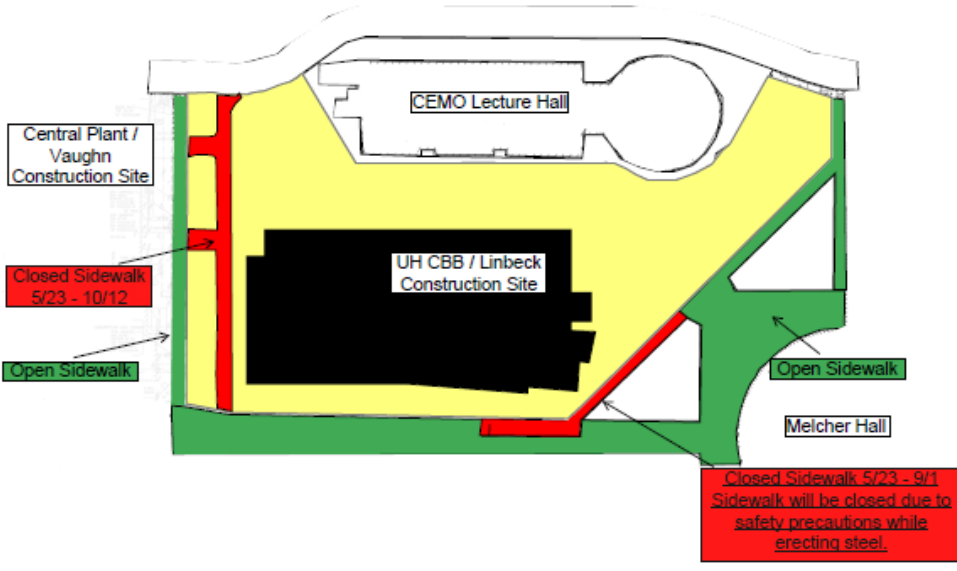 CEMO Lecture Hall
Central Plant /
Vaughn
Construction Site
UH CBB / Linbeck
Construction Site
Closed Sidewalk
5/23 - 10/12
Open Sidewalk
Open Sidewalk
Melcher Hall
Closed Sidewalk 5/23 - 9/1
Sidewalk will be closed due to
safety precautions while
erecting steel.